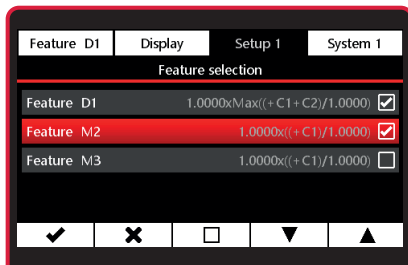 Feature D1 Display Setup 1 System 1
Feature selection
Feature D1 1.0000xMax((+C1+C2)/1.0000)
Feature M2 1.0000x((+C1)/1.0000)
Feature M3 1.0000x((+C1)/1.0000)